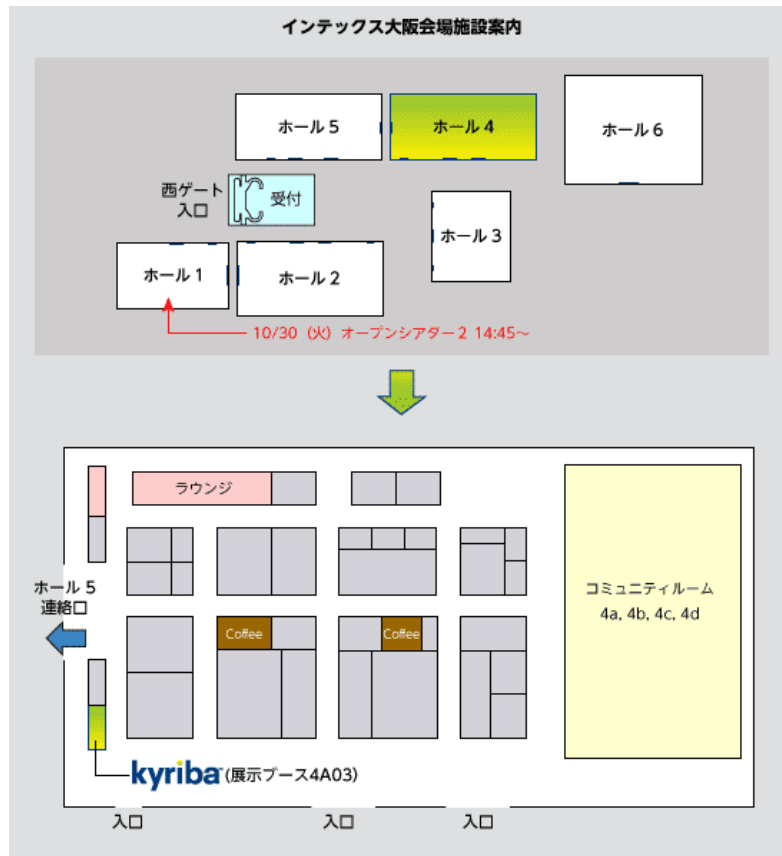 インテックス大阪会場施設案内
ホール 5
ホール 4
ホール 6
西ゲート
入口
受付
ホール 3
ホール 1
ホール 2
10/30（火）オープンシアター 2 14:45～
ラウンジ
ホール 5
連絡口
コミュニティルーム
4a, 4b, 4c, 4d
Coffee
Coffee
kyriba (展示ブース4A03)
入口
入口
入口